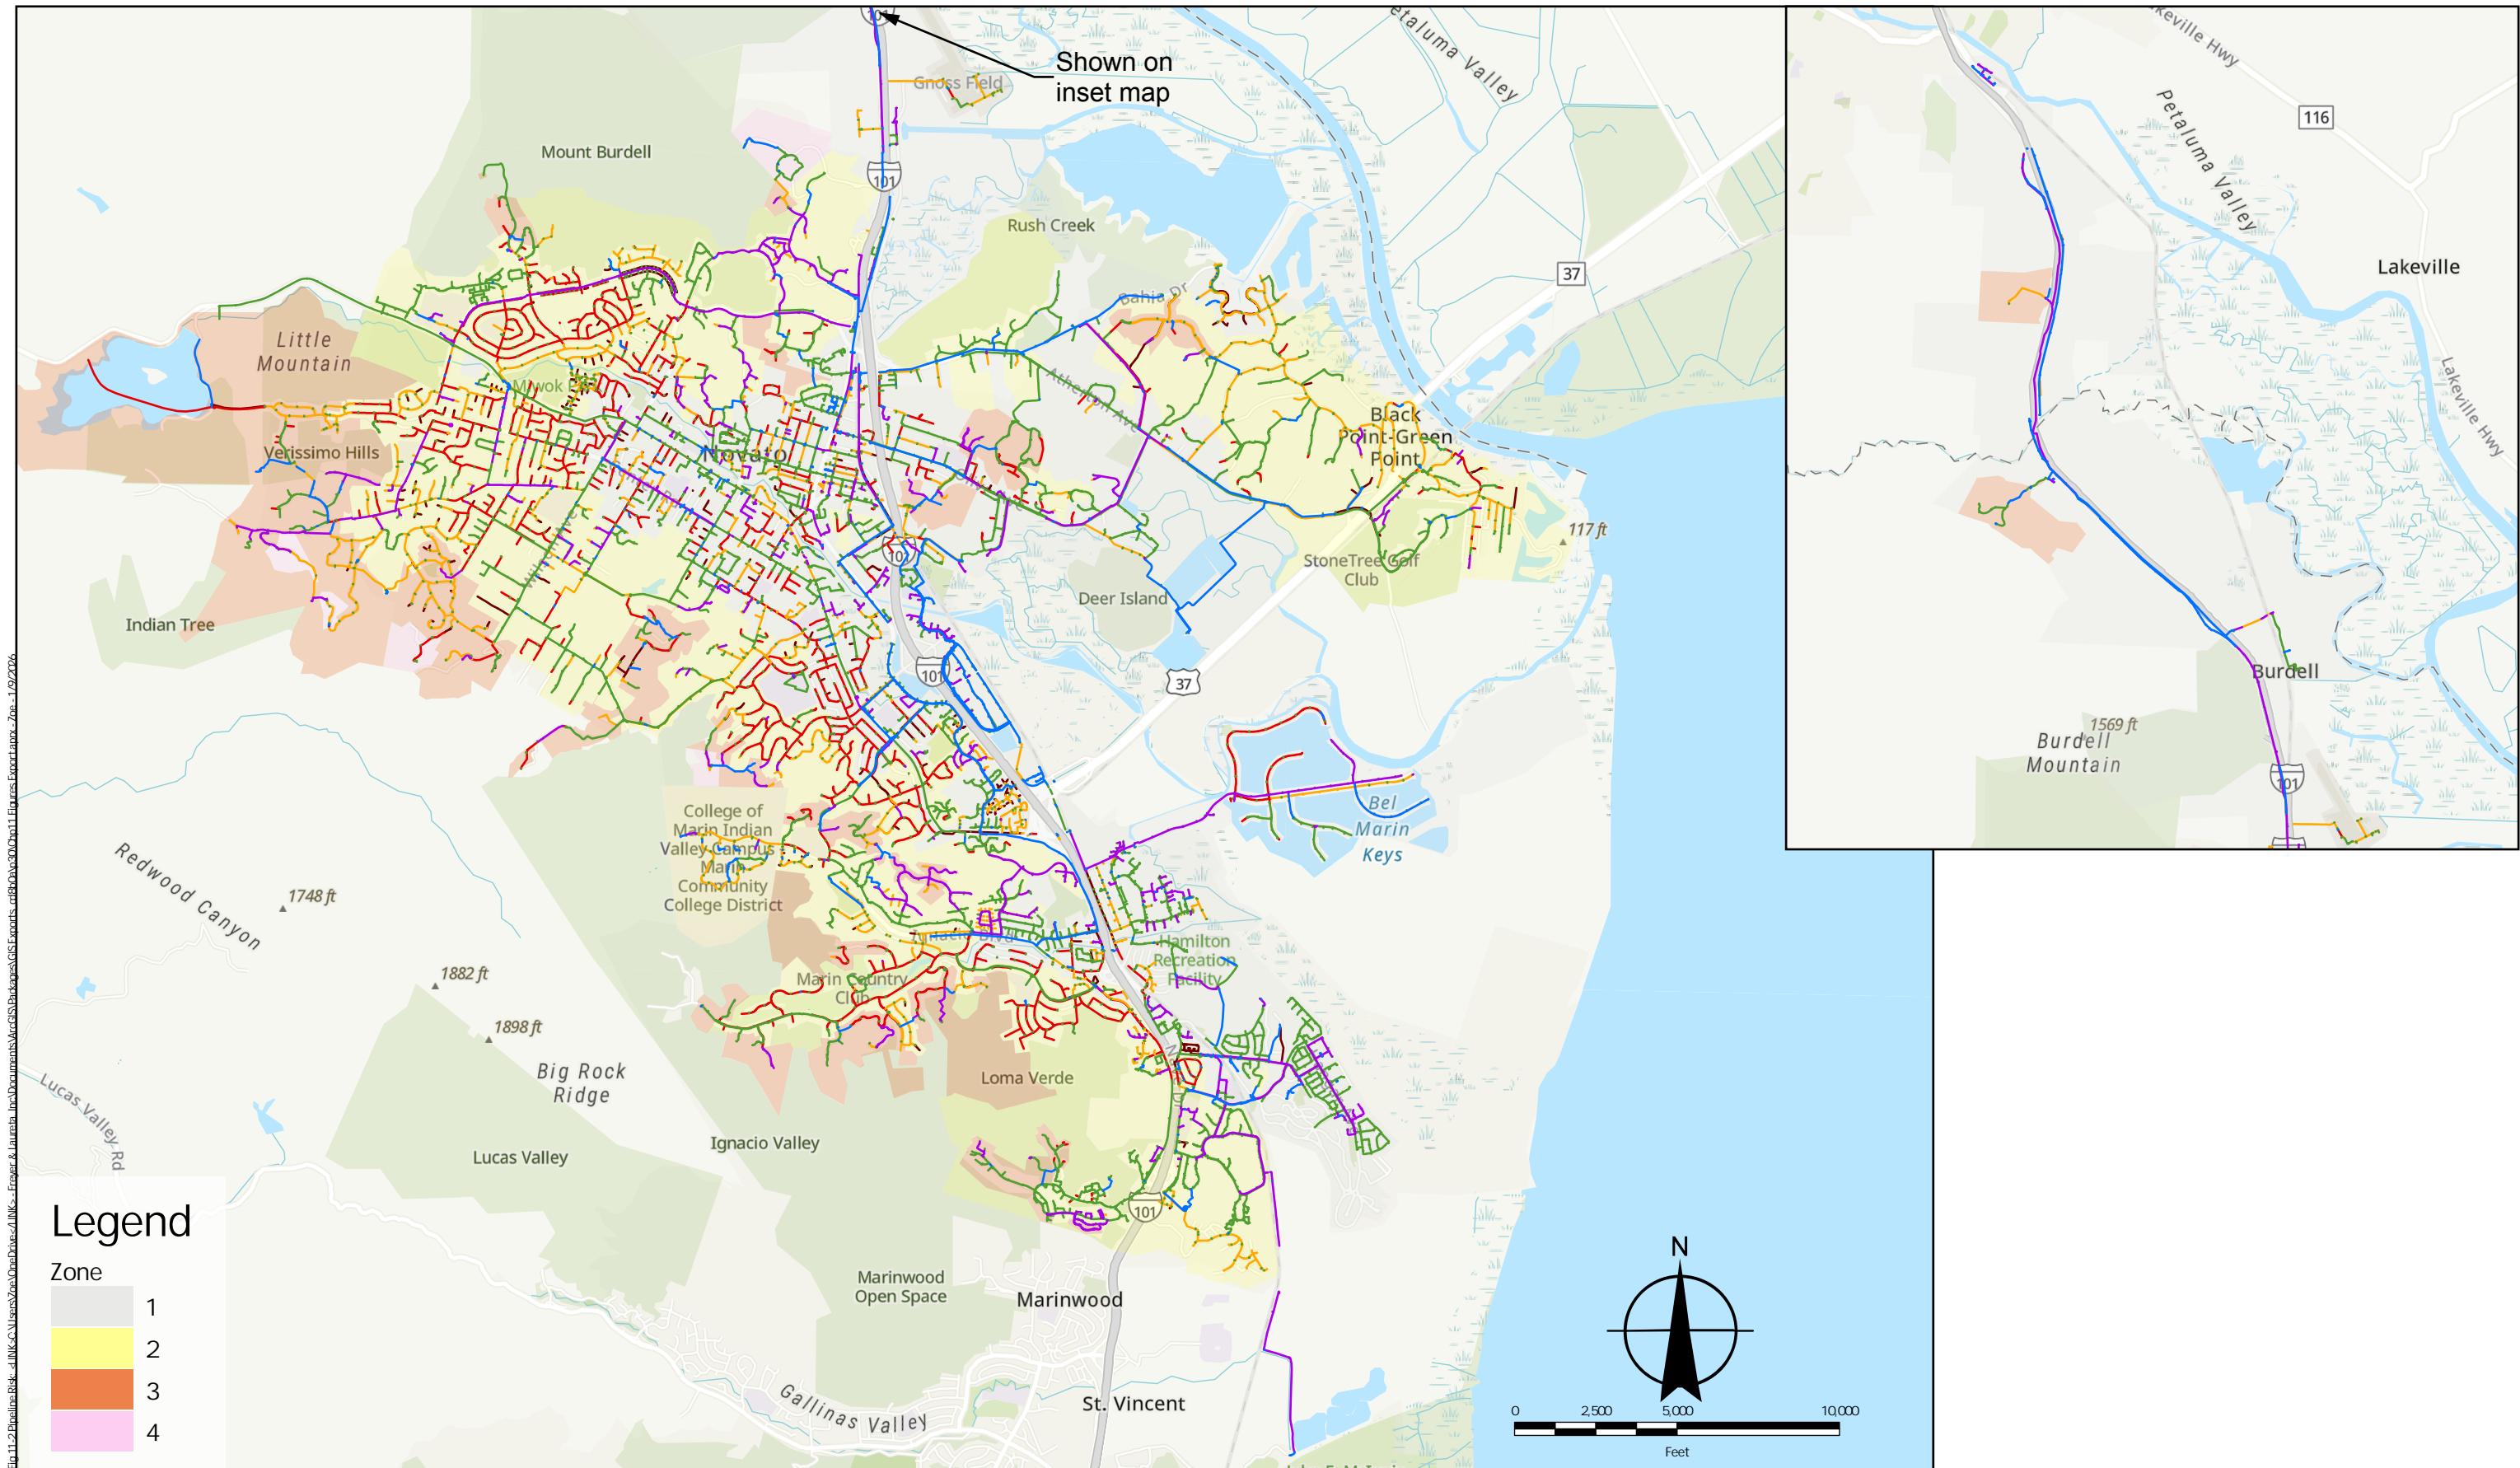 101
Shown on
inset map
Gnoss Field
Petaluma Valley
Mount Burdell
101
Rush Creek
37
Bahia Dr
Little
Mountain
Atherton Ave
Black
Point-Green
Point
Verissimo Hills
Novato
117 ft
StoneTree Golf
Club
Deer Island
Indian Tree
101
37
College of
Marin Indian
Valley Campus -
Marin
Community
College District
Bel
Marin
Keys
Redwood Canyon
1748 ft
Ignacio Blvd
Hamilton
Recreation
Facility
1882 ft
Marin Country
Club
1898 ft
Big Rock
Ridge
Loma Verde
Lucas Valley Rd
Ignacio Valley
Lucas Valley
101
Marinwood
Open Space
Marinwood
Gallinas Valley
St. Vincent
Legend
Zone
1
2
3
4
N
0 2,500 5,000 10,000
Feet
Lakeville Hwy
116
Petaluma Valley
Lakeville
Lakeville Hwy
Burdell
1569 ft
Burdell
Mountain
101